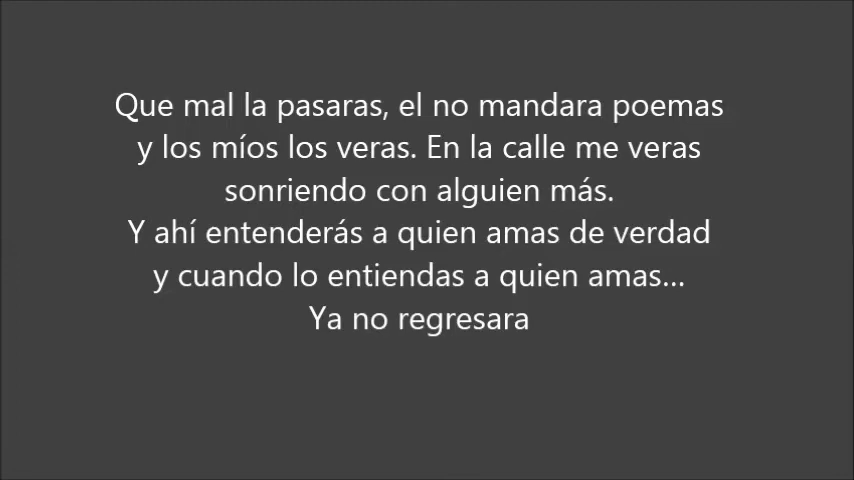 Que mal la pasaras, el no mandara poemas
y los míos los veras. En la calle me veras
sonriendo con alguien más.
Y ahí entenderás a quien amas de verdad
y cuando lo entiendas a quien amas...
Ya no regresara